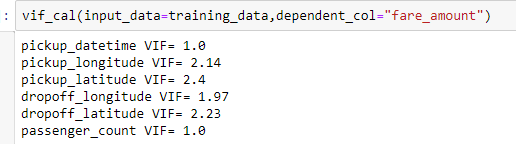 : vif_cal(input_data=training_data,dependent_col="fare_amount")
pickup_datetime VIF= 1.0
pickup_longitude VIF= 2.14
pickup_latitude VIF= 2.4
dropoff_longitude VIF= 1.97
dropoff_latitude VIF= 2.23
passenger_count VIF= 1.0